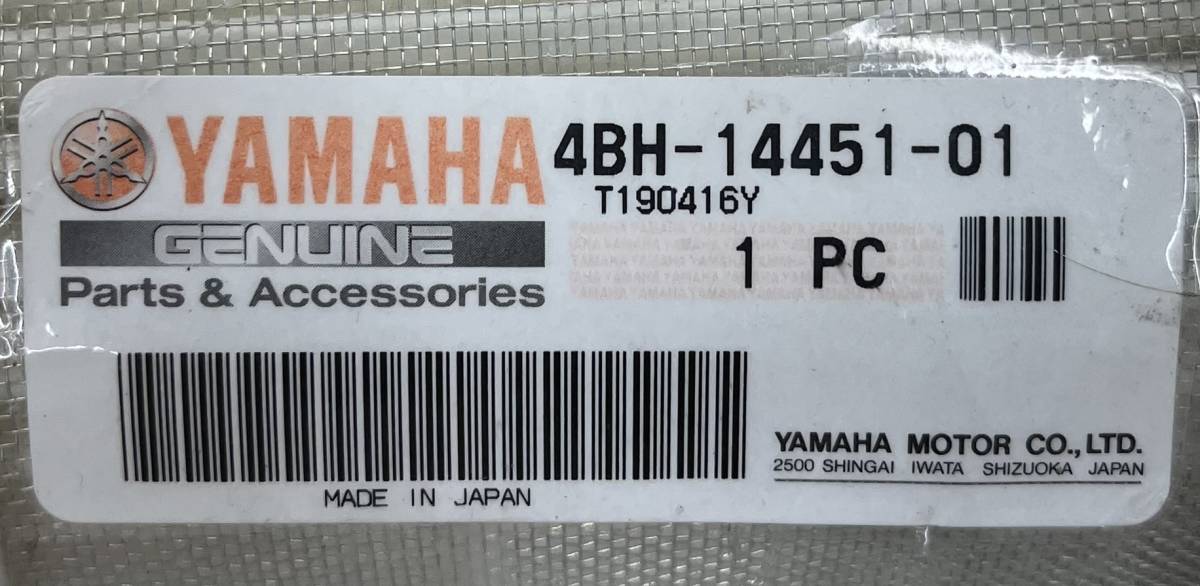 YAMAHA
4BH-14451-01
T190416Y
GENUINE
1 PC
Parts & Accessories
MADE IN JAPAN
YAMAHA MOTOR CO.,LTD.
2500 SHINGAI IWATA SHIZUOKA JAPAN